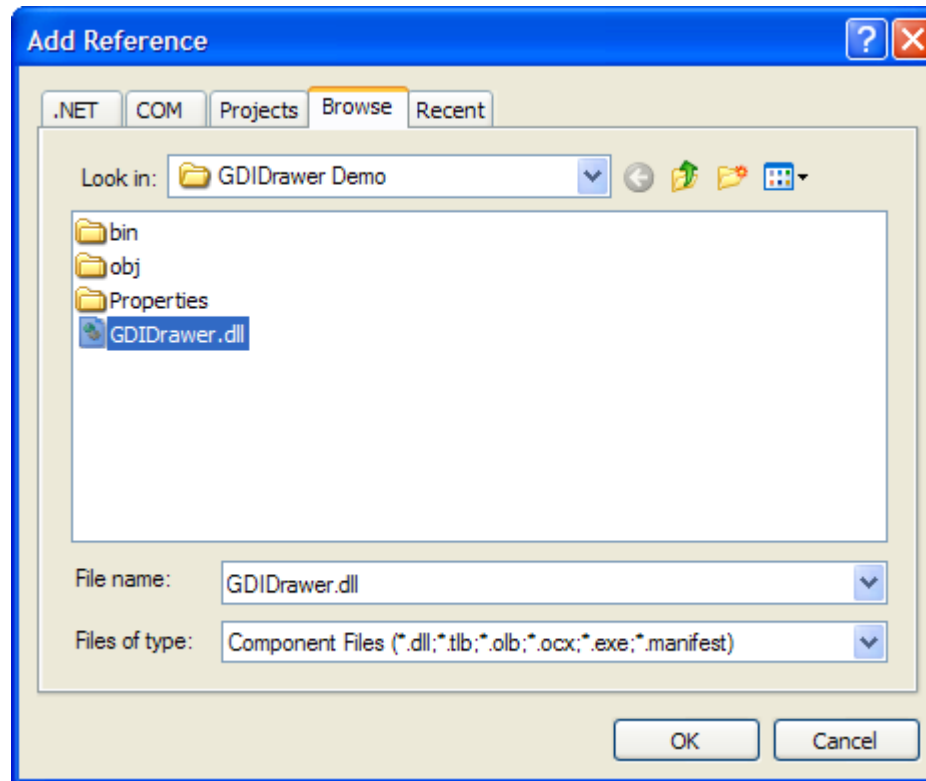 Add Reference
.NET COM Projects Browse Recent
Look in: GDIDrawer Demo
bin
obj
Properties
GDIDrawer.dll
File name: GDIDrawer.dll
Files of type: Component Files (*.dll;*.tlb;*.olb;*.ocx;*.exe;*.manifest)
OK Cancel